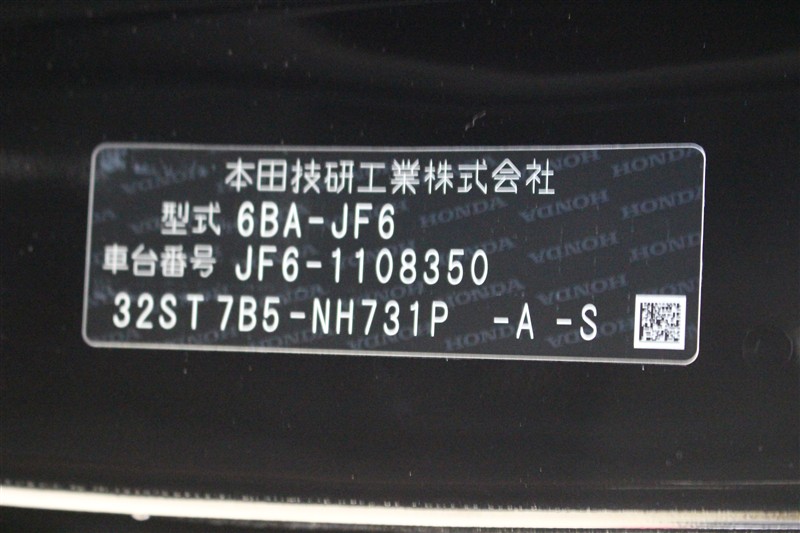 本田技研工業株式会社
型式 6BA-JF6
車台番号 JF6-1108350
32ST7B5-NH731P -A -S